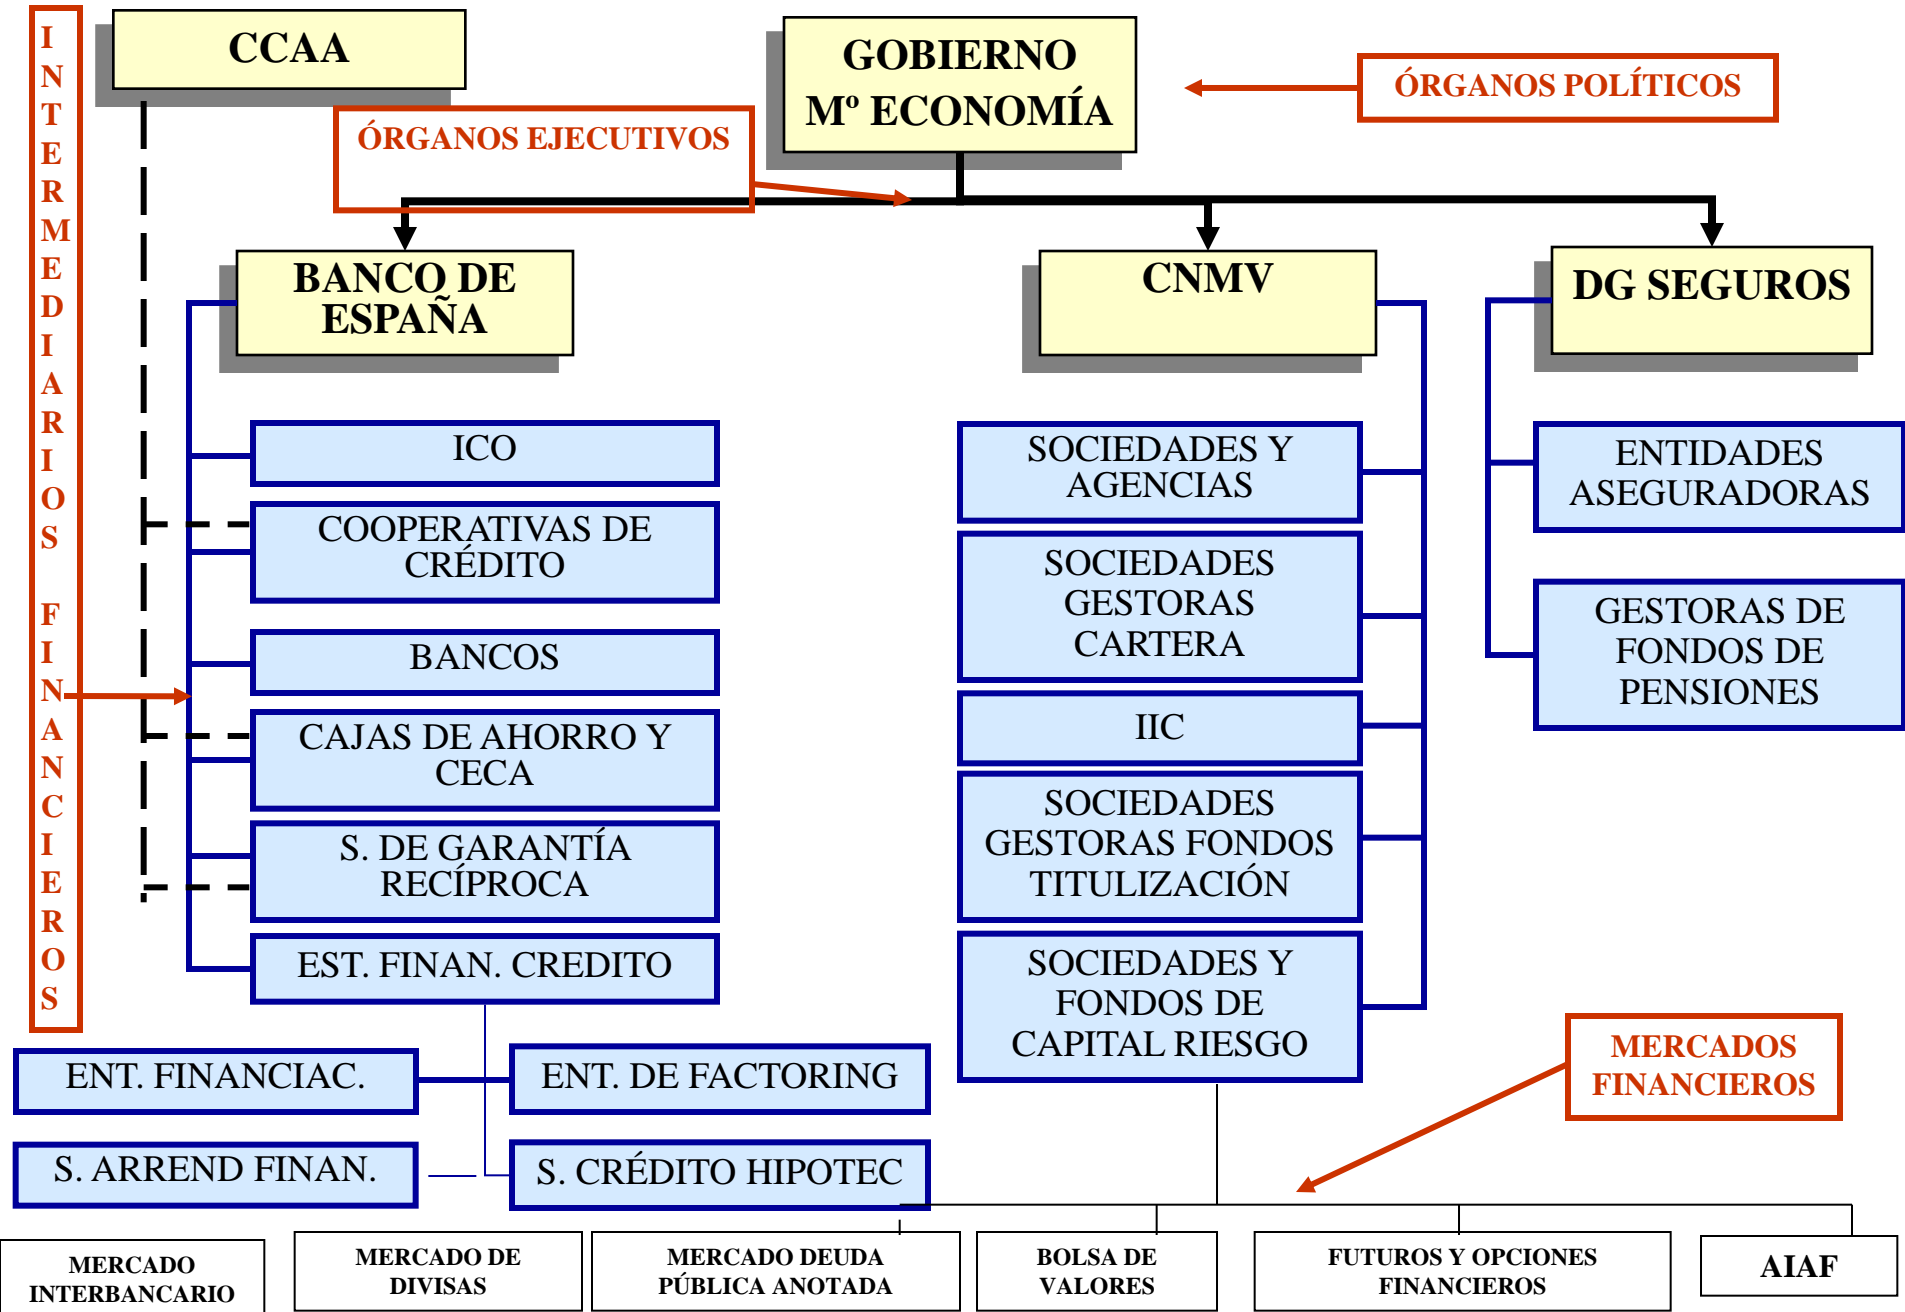 INTERMEDIARIOS FINANCIEROS
CCAA
GOBIERNO
Mº ECONOMÍA
ÓRGANOS POLÍTICOS
ÓRGANOS EJECUTIVOS
BANCO DE
ESPAÑA
CNMV
DG SEGUROS
ICO
COOPERATIVAS DE
CRÉDITO
BANCOS
CAJAS DE AHORRO Y
CECA
S. DE GARANTÍA
RECÍPROCA
EST. FINAN. CREDITO
ENT. FINANCIAC.
ENT. DE FACTORING
S. ARREND FINAN.
S. CRÉDITO HIPOTEC
SOCIEDADES Y
AGENCIAS
SOCIEDADES
GESTORAS
CARTERA
IIC
SOCIEDADES
GESTORAS FONDOS
TITULIZACIÓN
SOCIEDADES Y
FONDOS DE
CAPITAL RIESGO
ENTIDADES
ASEGURADORAS
GESTORAS DE
FONDOS DE
PENSIONES
MERCADOS
FINANCIEROS
MERCADO
INTERBANCARIO
MERCADO DE
DIVISAS
MERCADO DEUDA
PÚBLICA ANOTADA
BOLSA DE
VALORES
FUTUROS Y OPCIONES
FINANCIEROS
AIAF